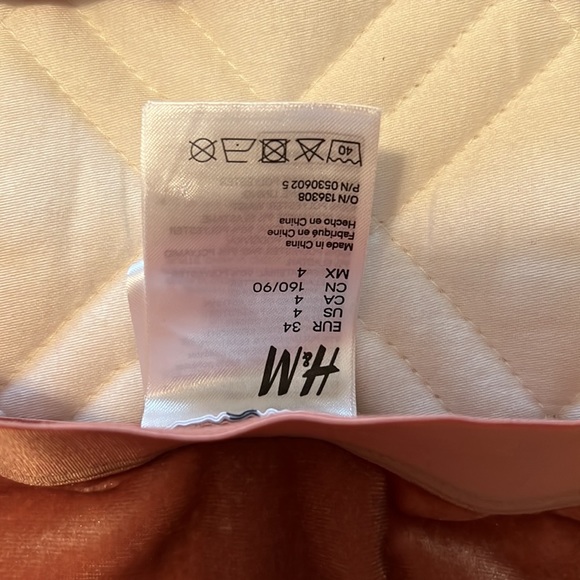 H&M
EUR 34
US 4
CA 4
CN 160/90
MX 4
Made in China
Fabriqué en Chine
Hecho en China
O/N 136308
P/N 0530602 5
40